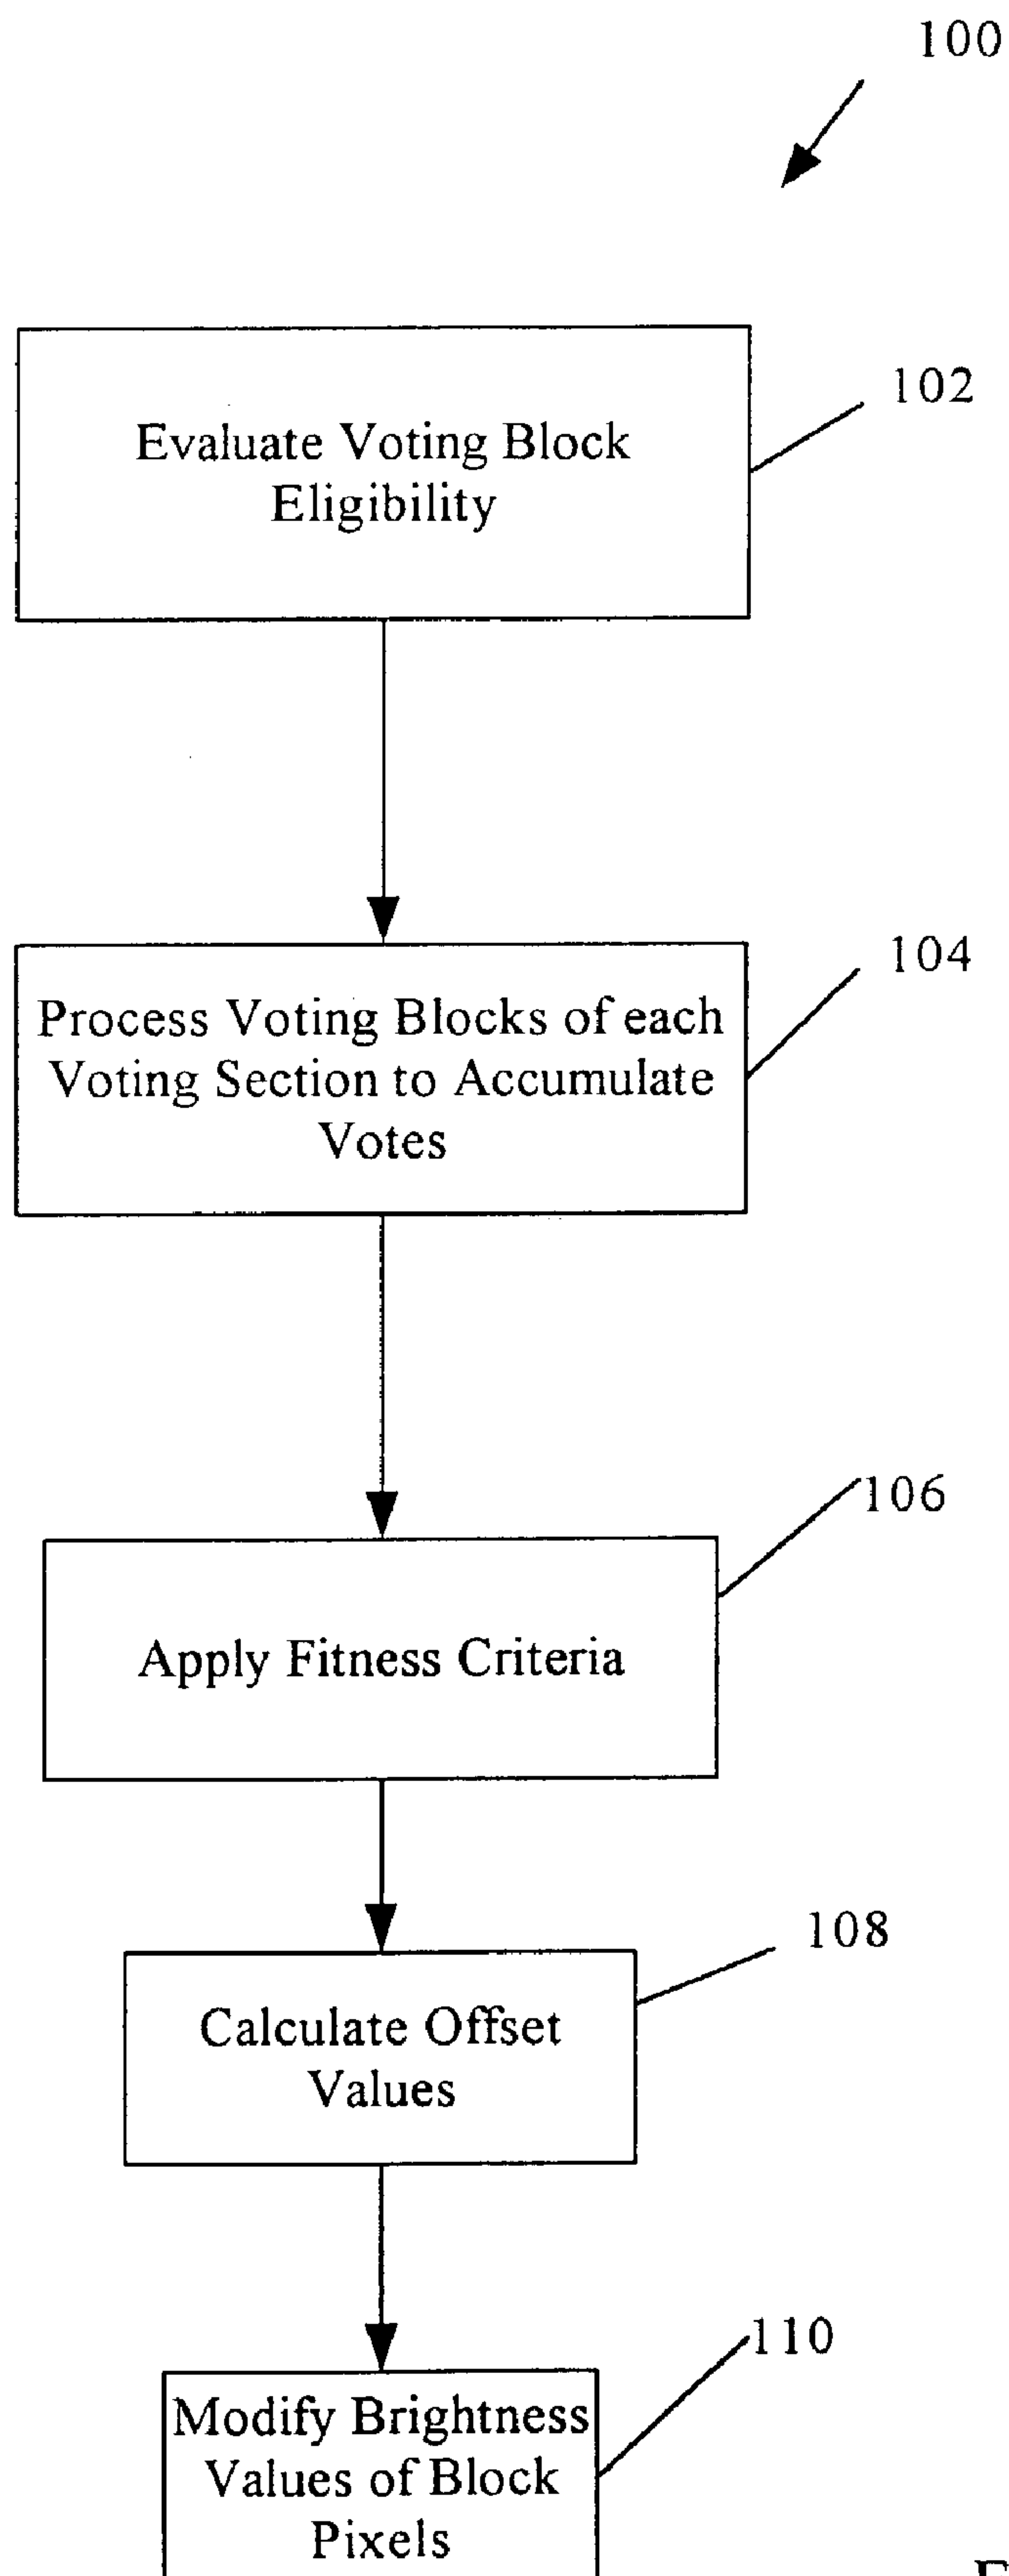 100
102
Evaluate Voting Block
Eligibility
104
Process Voting Blocks of each
Voting Section to Accumulate
Votes
106
Apply Fitness Criteria
108
Calculate Offset
Values
110
Modify Brightness
Values of Block
Pixels